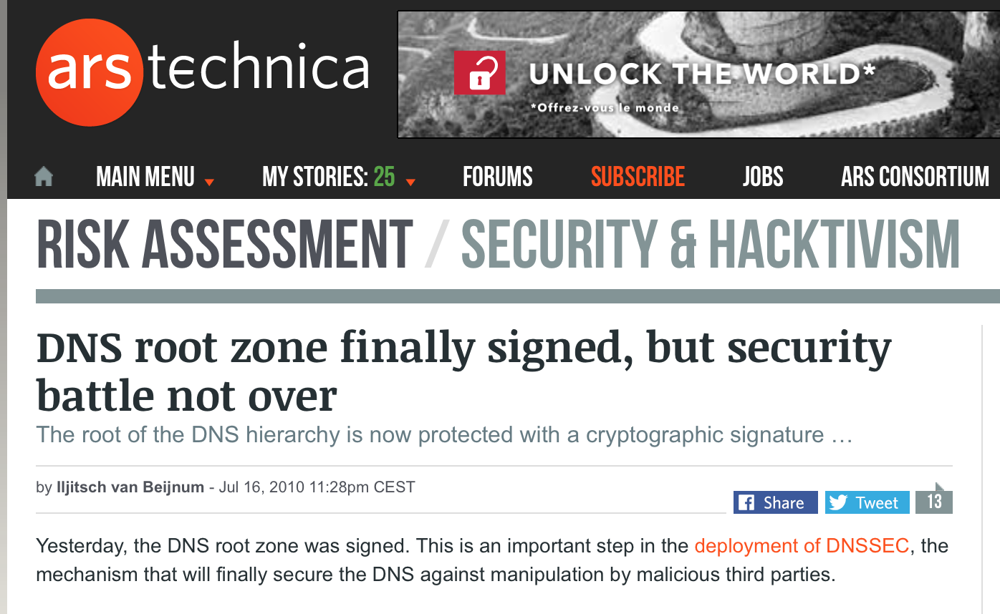 ars technica
UNLOCK THE WORLD*
*Offrez-vous le monde
MAIN MENU MY STORIES: 25 FORUMS SUBSCRIBE JOBS ARS CONSORTIUM
RISK ASSESSMENT / SECURITY & HACKTIVISM
DNS root zone finally signed, but security
battle not over
The root of the DNS hierarchy is now protected with a cryptographic signature …
by Iljitsch van Beijnum - Jul 16, 2010 11:28pm CEST
Share Tweet 13
Yesterday, the DNS root zone was signed. This is an important step in the deployment of DNSSEC, the
mechanism that will finally secure the DNS against manipulation by malicious third parties.